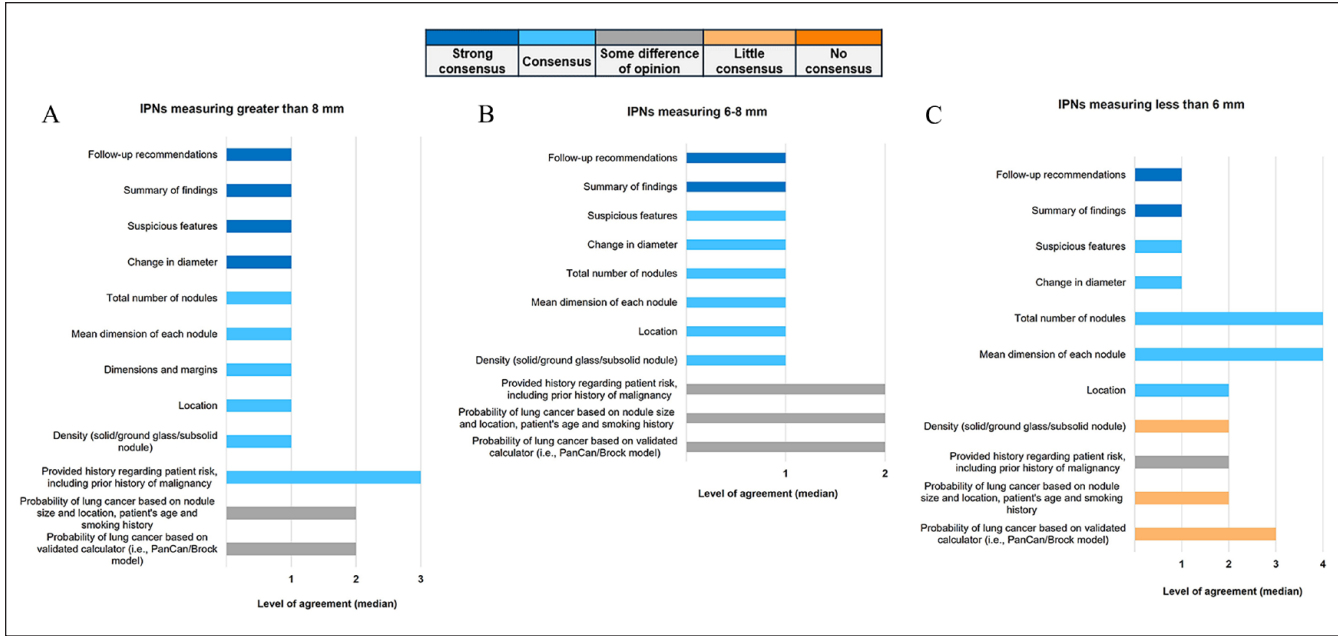 Strong
consensus
Consensus
Some difference
of opinion
Little
consensus
No
consensus
A
IPNs measuring greater than 8 mm
Follow-up recommendations
Summary of findings
Suspicious features
Change in diameter
Total number of nodules
Mean dimension of each nodule
Dimensions and margins
Location
Density (solid/ground glass/subsolid
nodule)
Provided history regarding patient risk,
including prior history of malignancy
Probability of lung cancer based on nodule
size and location, patient's age and
smoking history
Probability of lung cancer based on
validated calculator (i.e., PanCan/Brock
model)
1 2 3
Level of agreement (median)
B
IPNs measuring 6-8 mm
Follow-up recommendations
Summary of findings
Suspicious features
Change in diameter
Total number of nodules
Mean dimension of each nodule
Location
Density (solid/ground glass/subsolid nodule)
Provided history regarding patient risk,
including prior history of malignancy
Probability of lung cancer based on nodule size
and location, patient's age and smoking history
Probability of lung cancer based on validated
calculator (i.e., PanCan/Brock model)
1 2
Level of agreement (median)
C
IPNs measuring less than 6 mm
Follow-up recommendations
Summary of findings
Suspicious features
Change in diameter
Total number of nodules
Mean dimension of each nodule
Location
Density (solid/ground glass/subsolid nodule)
Provided history regarding patient risk,
including prior history of malignancy
Probability of lung cancer based on nodule
size and location, patient's age and smoking
history
Probability of lung cancer based on validated
calculator (i.e., PanCan/Brock model)
1 2 3 4
Level of agreement (median)